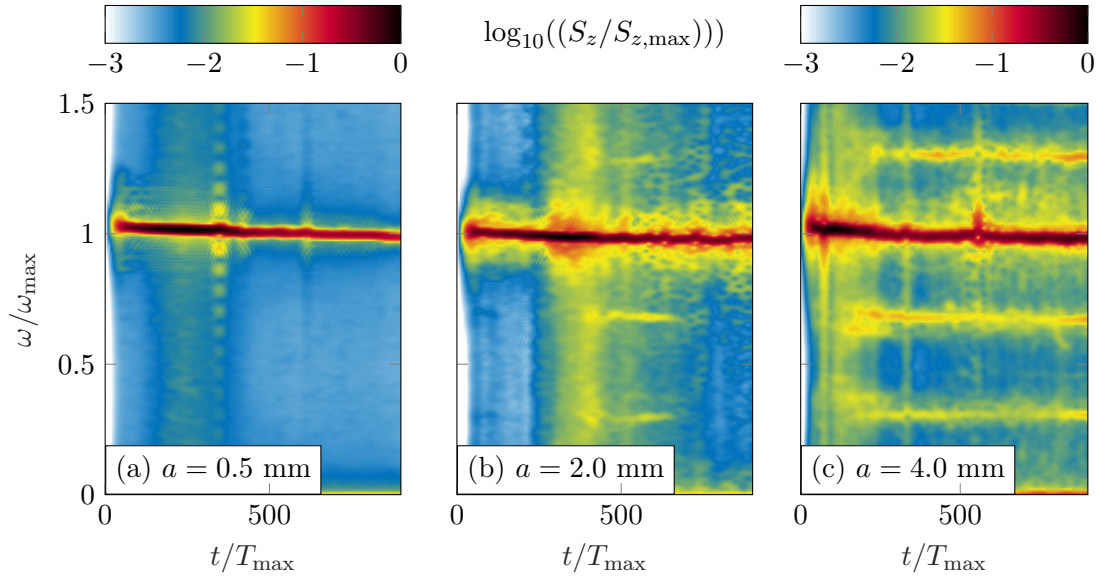 −3 −2 −1 0
log10((Sz/Sz,max)))
−3 −2 −1 0
ω/ωmax
1.5
1
0.5
0
(a) a = 0.5 mm
(b) a = 2.0 mm
(c) a = 4.0 mm
0 500
0 500
0 500
t/Tmax
t/Tmax
t/Tmax